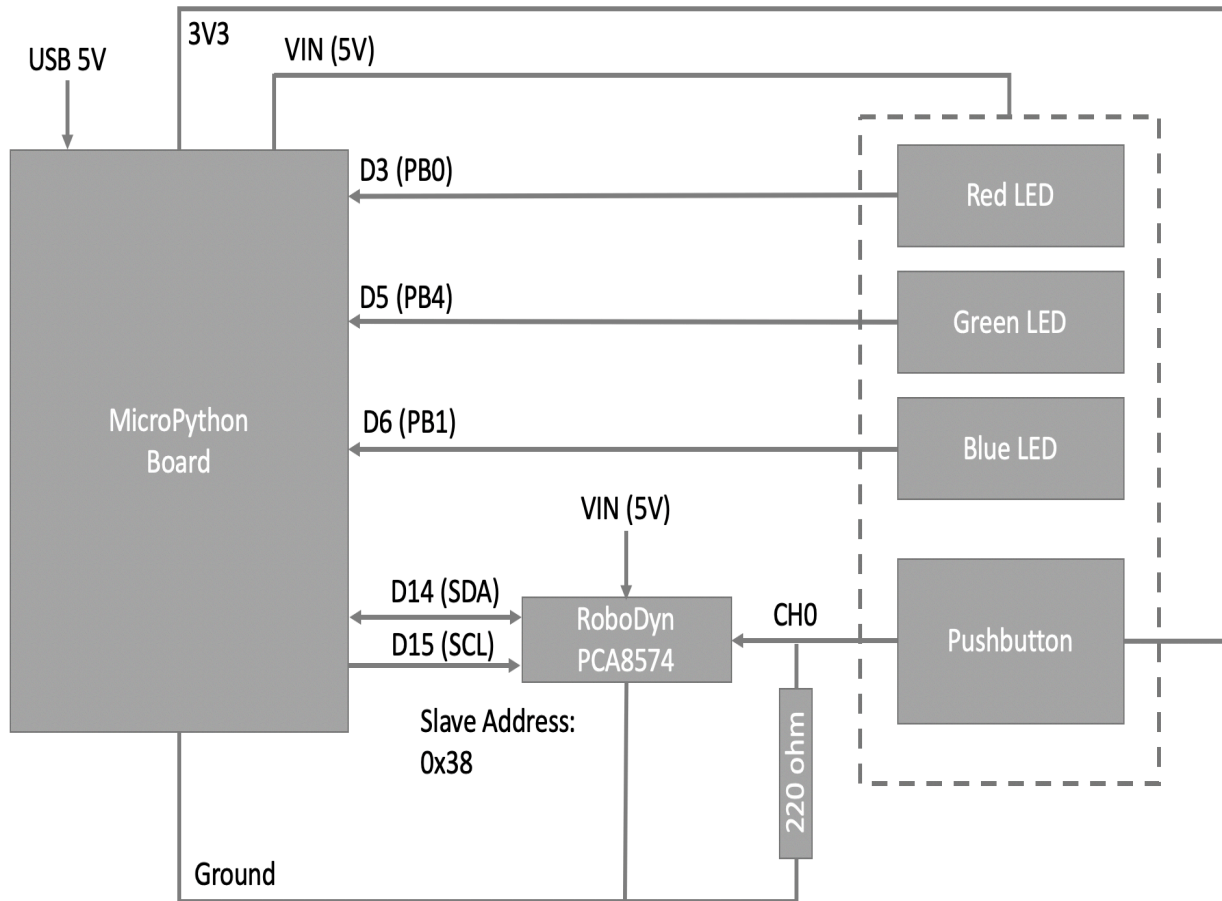 3V3
USB 5V
VIN (5V)
D3 (PB0)
Red LED
D5 (PB4)
Green LED
MicroPython
Board
D6 (PB1)
Blue LED
VIN (5V)
D14 (SDA)
RoboDyn
PCA8574
CH0
Pushbutton
D15 (SCL)
Slave Address:
0x38
220 ohm
Ground